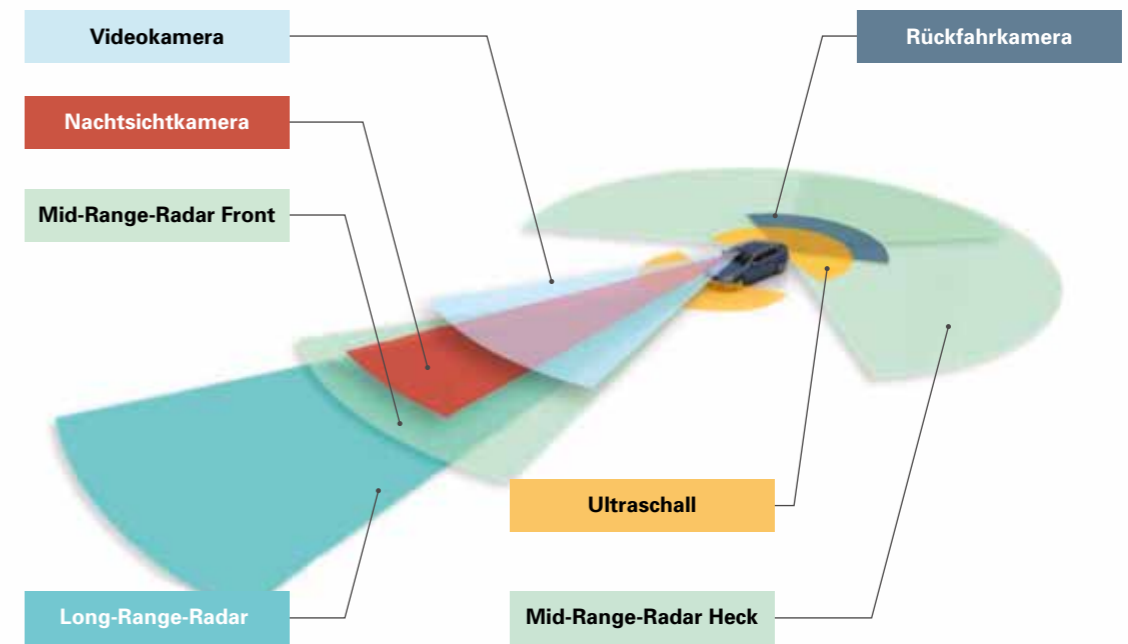 Videokamera
Rückfahrkamera
Nachtsichtkamera
Mid-Range-Radar Front
Ultraschall
Long-Range-Radar
Mid-Range-Radar Heck